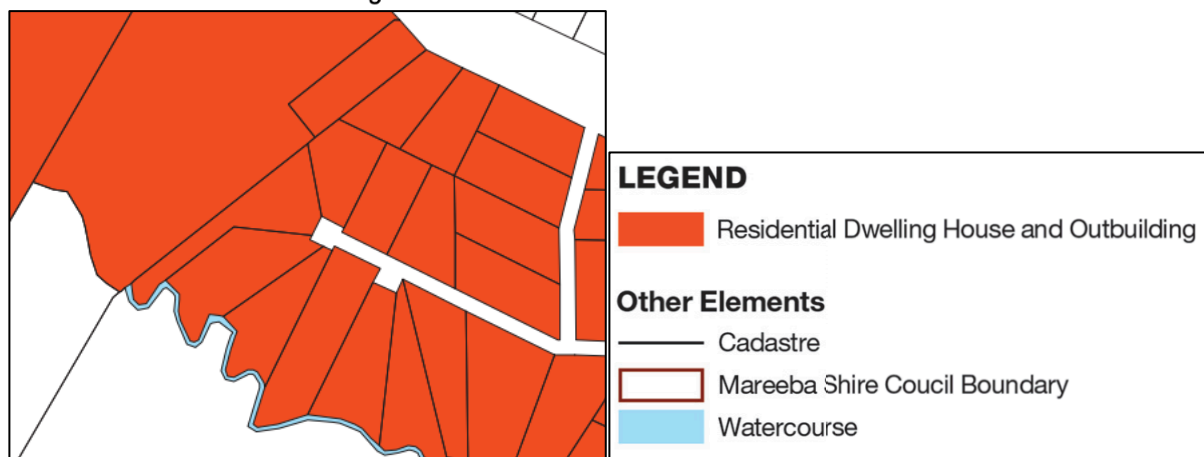 LEGEND
Residential Dwelling House and Outbuilding
Other Elements
Cadastre
Mareeba Shire Coucil Boundary
Watercourse